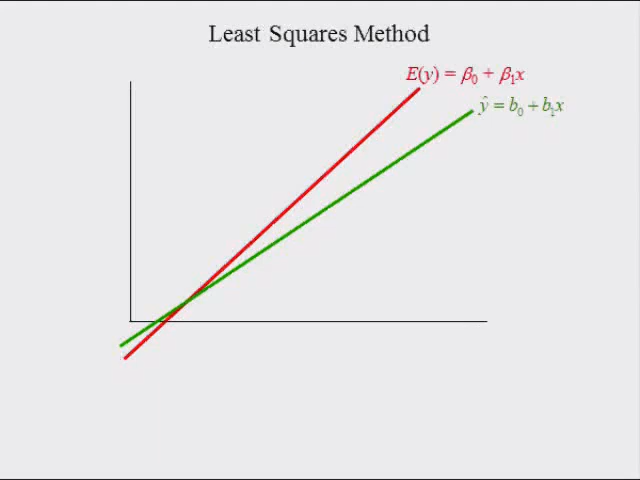 Least Squares Method
E(y) = β₀ + β₁x
ŷ = b₀ + b₁x